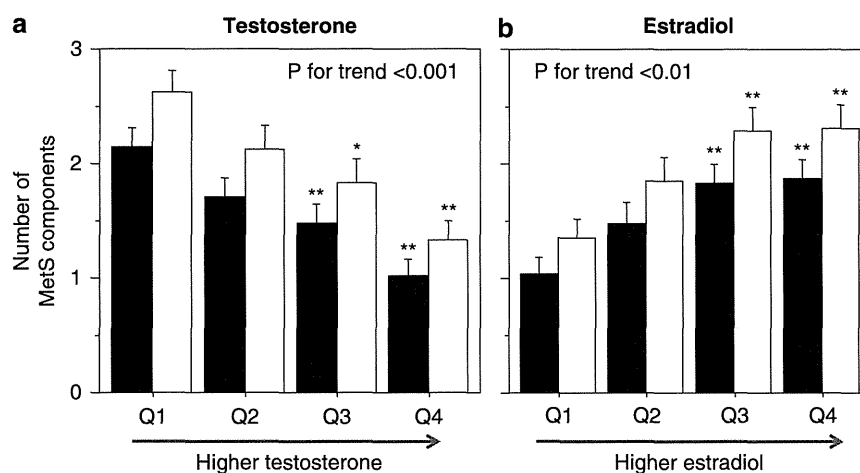 a
Testosterone
b
Estradiol
Number of
MetS components
3
2
1
0
P for trend <0.001
*
**
**
**
P for trend <0.01
**
**
**
**
Q1 Q2 Q3 Q4
Q1 Q2 Q3 Q4
Higher testosterone
Higher estradiol